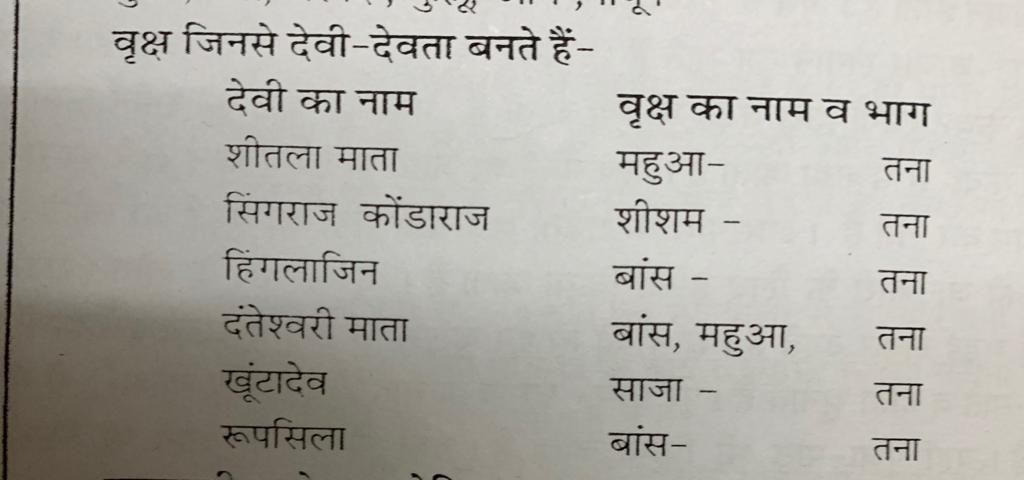 वृक्ष जिनसे देवी-देवता बनते हैं-
देवी का नाम वृक्ष का नाम व भाग
शीतला माता महुआ- तना
सिंगराज कोंडाराज शीशम - तना
हिंगलाजिन बांस - तना
दंतेश्वरी माता बांस, महुआ, तना
खूंटादेव साजा - तना
रूपसिला बांस- तना